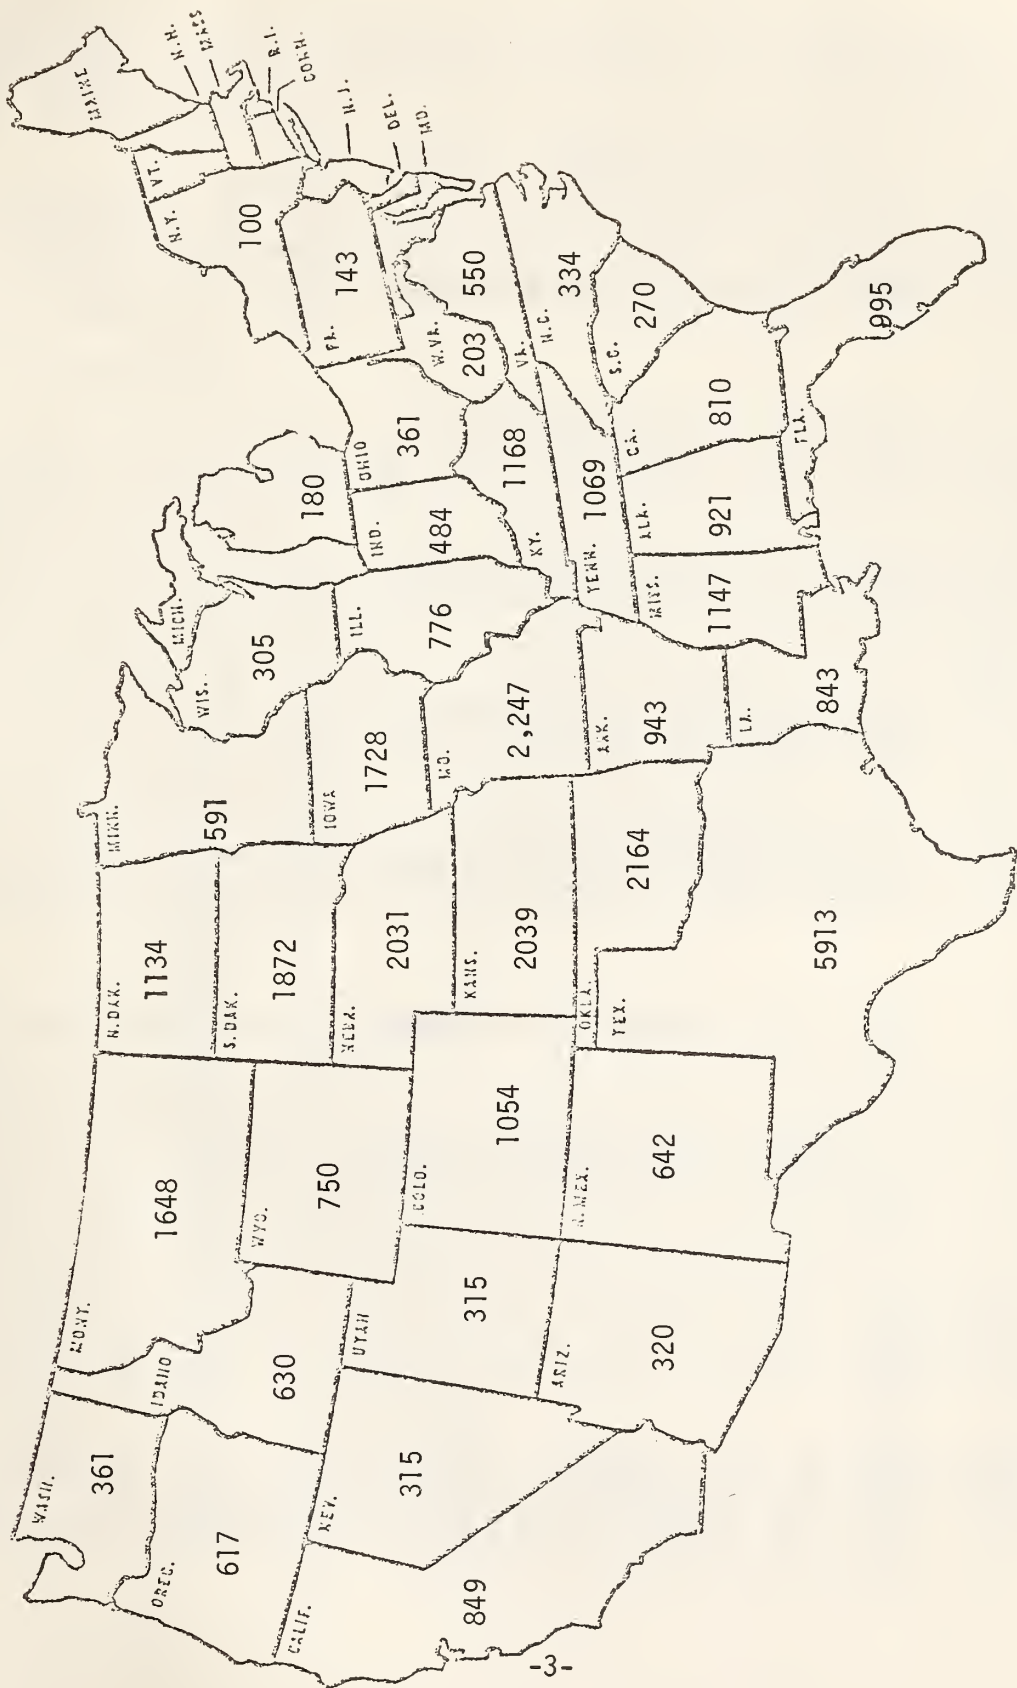 WASH.
361
OREG.
617
CALIF.
849
NEV.
315
IDAHO
630
MONT.
1648
WYO.
750
UTAH
315
ARIZ.
320
COLO.
1054
N. MEX.
642
N. DAK.
1134
S. DAK.
1872
NEBR.
2031
KANS.
2039
OKLA.
2164
TEX.
5913
MINN.
591
IOWA
1728
MO.
2,247
ARK.
943
LA.
843
WIS.
305
ILL.
776
MICH.
180
IND.
484
OHIO
361
KY.
1168
TENN.
1069
MISS.
1147
ALA.
921
GA.
810
FLA.
995
S.C.
270
N.C.
334
VA.
550
W.VA.
203
PA.
143
N.Y.
100
VT.
MAINE
N.H.
MASS
R.I.
CONN.
N.J.
DEL.
MD.
-3-